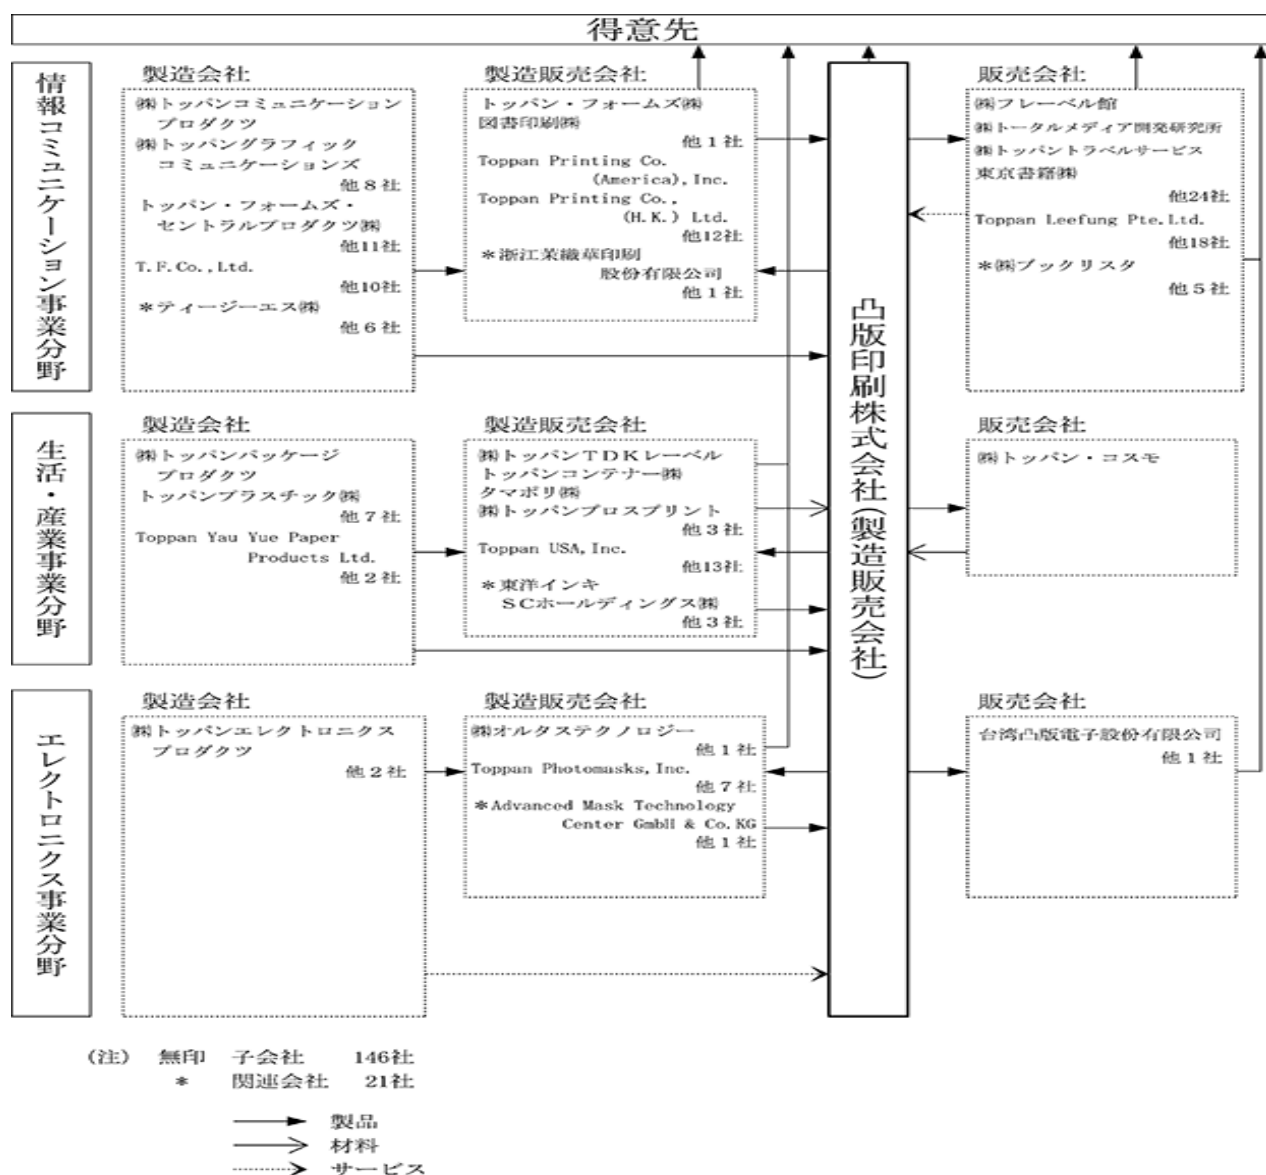 得意先
情報コミュニケーション事業分野
製造会社
㈱トッパンコミュニケーション
プロダクツ
㈱トッパングラフィック
コミュニケーションズ
他8社
トッパン・フォームズ・
セントラルプロダクツ㈱
他11社
T.F.Co.,Ltd.
他10社
*ティージーエス㈱
他6社
製造販売会社
トッパン・フォームズ㈱
図書印刷㈱
他1社
Toppan Printing Co.
(America),Inc.
Toppan Printing Co.,
(H.K.) Ltd.
他12社
*浙江茉織華印刷
股份有限公司
他1社
凸版印刷株式会社(製造販売会社)
販売会社
㈱フレーベル館
㈱トータルメディア開発研究所
㈱トッパントラベルサービス
東京書籍㈱
他24社
Toppan Leefung Pte.Ltd.
他18社
*㈱ブックリスタ
他5社
生活・産業事業分野
製造会社
㈱トッパンパッケージ
プロダクツ
トッパンプラスチック㈱
他7社
Toppan Yau Yue Paper
Products Ltd.
他2社
製造販売会社
㈱トッパンTDKレーベル
トッパンコンテナー㈱
タマポリ㈱
㈱トッパンプロスプリント
他3社
Toppan USA,Inc.
他13社
*東洋インキ
SCホールディングス㈱
他3社
販売会社
㈱トッパン・コスモ
エレクトロニクス事業分野
製造会社
㈱トッパンエレクトロニクス
プロダクツ
他2社
製造販売会社
㈱オルタステクノロジー
他1社
Toppan Photomasks,Inc.
他7社
*Advanced Mask Technology
Center GmbH & Co.KG
他1社
販売会社
台湾凸版電子股份有限公司
他1社
(注) 無印 子会社 146社
* 関連会社 21社
製品
材料
サービス